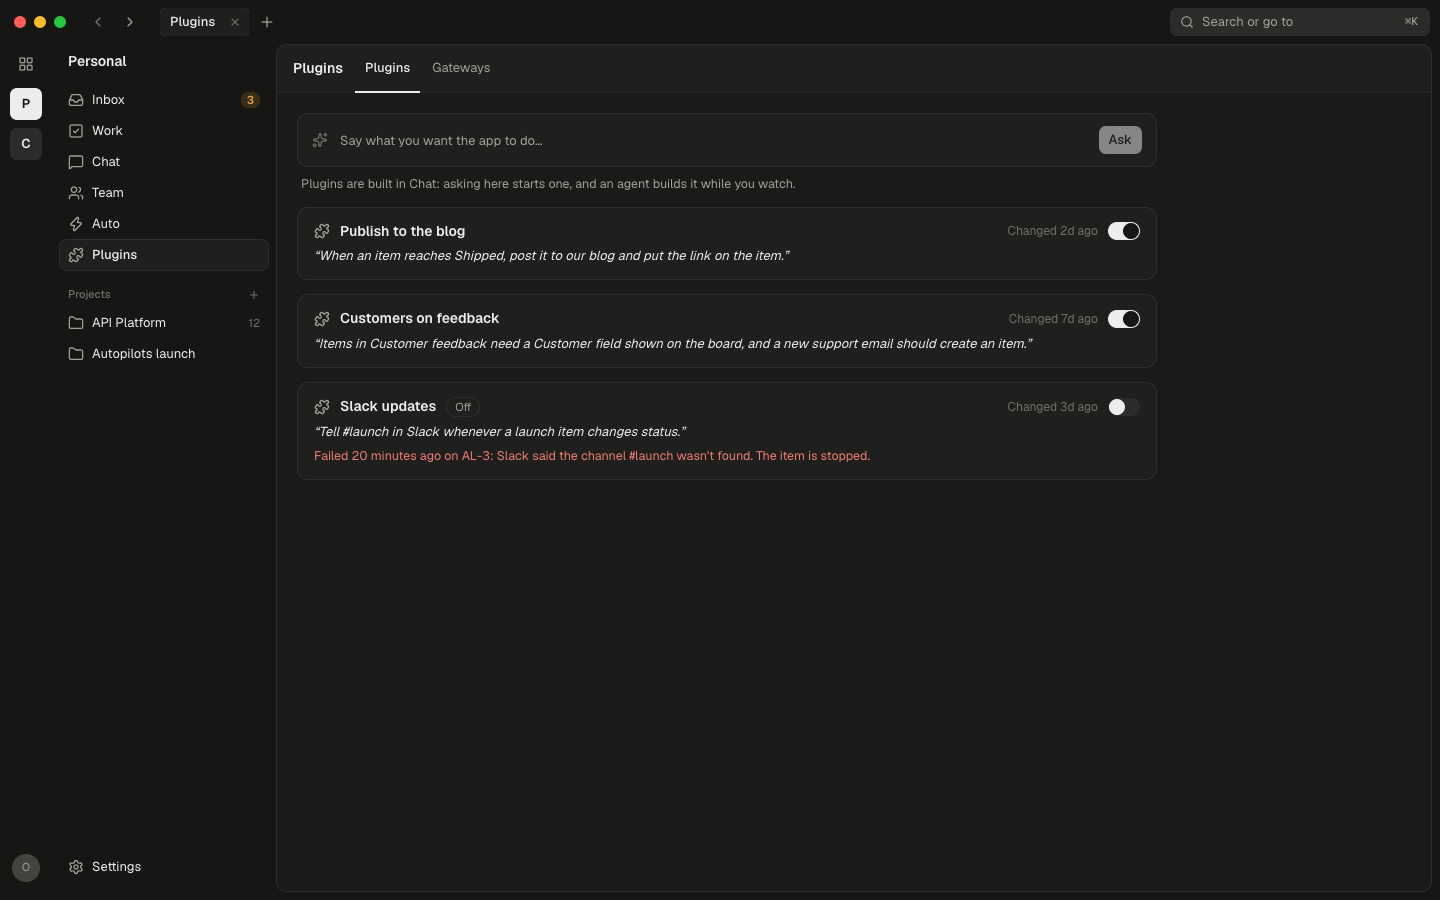 Plugins
Search or go to
⌘K
Personal
P
C
Inbox
3
Work
Chat
Team
Auto
Plugins
Projects
API Platform
12
Autopilots launch
O
Settings
Plugins
Plugins
Gateways
Say what you want the app to do…
Ask
Plugins are built in Chat: asking here starts one, and an agent builds it while you watch.
Publish to the blog
Changed 2d ago
“When an item reaches Shipped, post it to our blog and put the link on the item.”
Customers on feedback
Changed 7d ago
“Items in Customer feedback need a Customer field shown on the board, and a new support email should create an item.”
Slack updates
Off
Changed 3d ago
“Tell #launch in Slack whenever a launch item changes status.”
Failed 20 minutes ago on AL-3: Slack said the channel #launch wasn't found. The item is stopped.